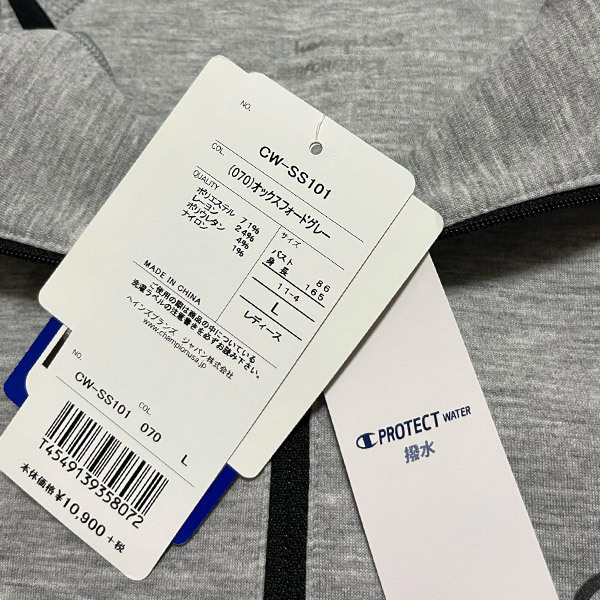 NO. CW-SS101
COL. (070)オックスフォードグレー
QUALITY
ポリエステル 71%
レーヨン 24%
ポリウレタン 4%
ナイロン 1%
サイズ
バスト 86
身長 165
11-4
L
レディース
MADE IN CHINA
ご使用の際は商品の中についている
洗濯ラベルの注意書きを必ずお読み下さい。
ヘインズブランズ ジャパン株式会社
www.championusa.jp
NO. CW-SS101
COL. 070
L
T4549139358072
本体価格¥10,900+税
PROTECT WATER
撥水